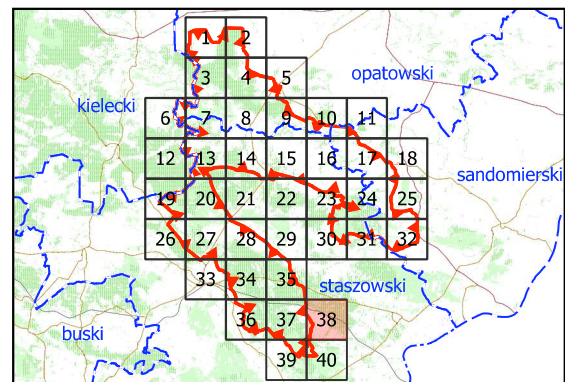 1 2
3 4 5
opatowski
kielecki
6 7 8 9 10 11
12 13 14 15 16 17 18
sandomierski
19 20 21 22 23 24 25
26 27 28 29 30 31 32
33 34 35
staszowski
buski
36 37 38
39 40